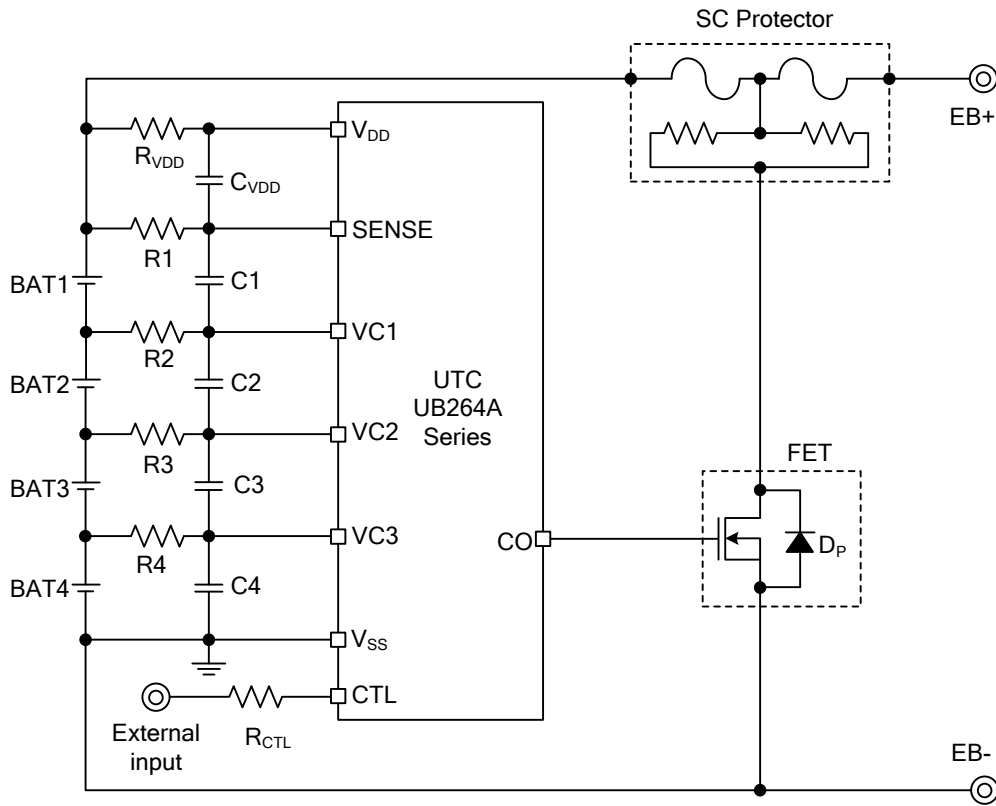 SC Protector
EB+
VDD
RVDD
CVDD
SENSE
R1
BAT1
C1
VC1
R2
BAT2
C2
UTC
UB264A
Series
VC2
R3
BAT3
C3
FET
VC3
CO
R4
DP
BAT4
C4
VSS
CTL
External
input
RCTL
EB-